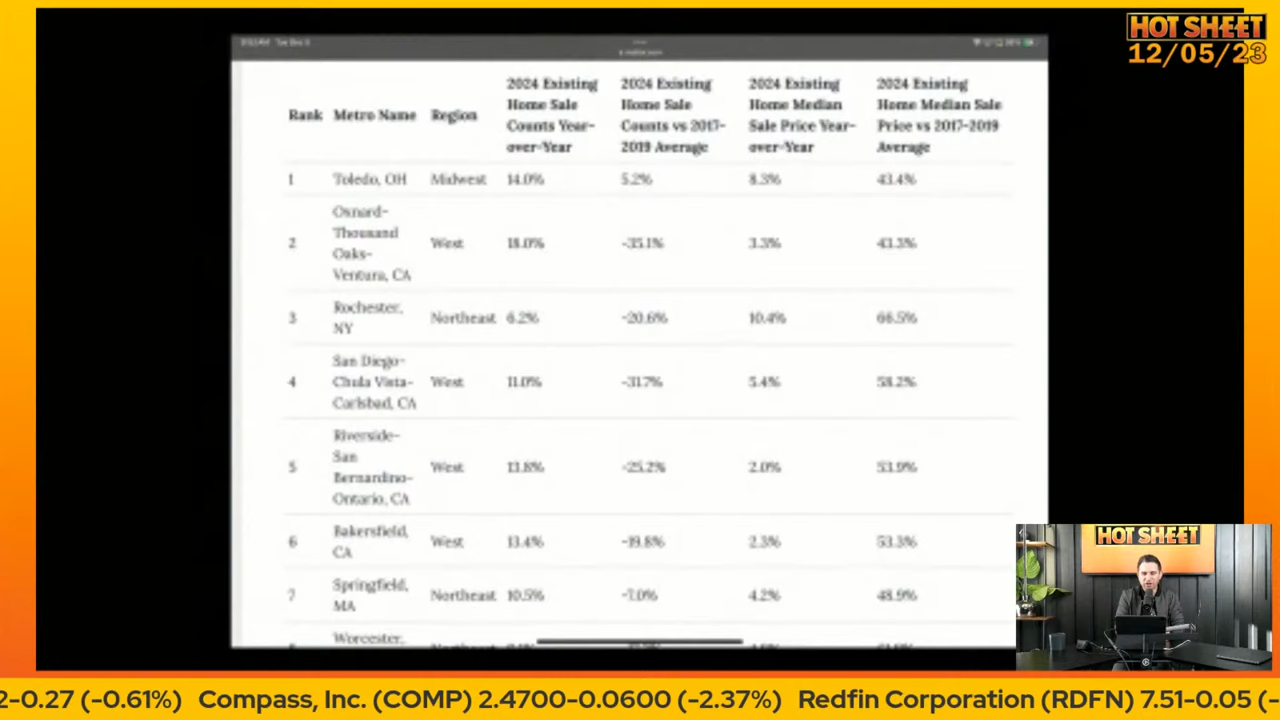 HOT SHEET
12/05/23
Rank Metro Name Region 2024 Existing Home Sale Counts Year-over-Year 2024 Existing Home Sale Counts vs 2017-2019 Average 2024 Existing Home Median Sale Price Year-over-Year 2024 Existing Home Median Sale Price vs 2017-2019 Average
1 Toledo, OH Midwest 14.0% 5.2% 8.3% 43.4%
2 Oxnard-Thousand Oaks-Ventura, CA West 18.0% -35.1% 3.3% 43.3%
3 Rochester, NY Northeast 6.2% -20.6% 10.4% 66.5%
4 San Diego-Chula Vista-Carlsbad, CA West 11.0% -31.7% 5.4% 58.2%
5 Riverside-San Bernardino-Ontario, CA West 13.8% -25.2% 2.0% 53.9%
6 Bakersfield, CA West 13.4% -19.8% 2.3% 53.3%
7 Springfield, MA Northeast 10.5% -7.0% 4.2% 48.9%
Worcester,
HOT SHEET
2-0.27 (-0.61%) Compass, Inc. (COMP) 2.4700-0.0600 (-2.37%) Redfin Corporation (RDFN) 7.51-0.05 (-